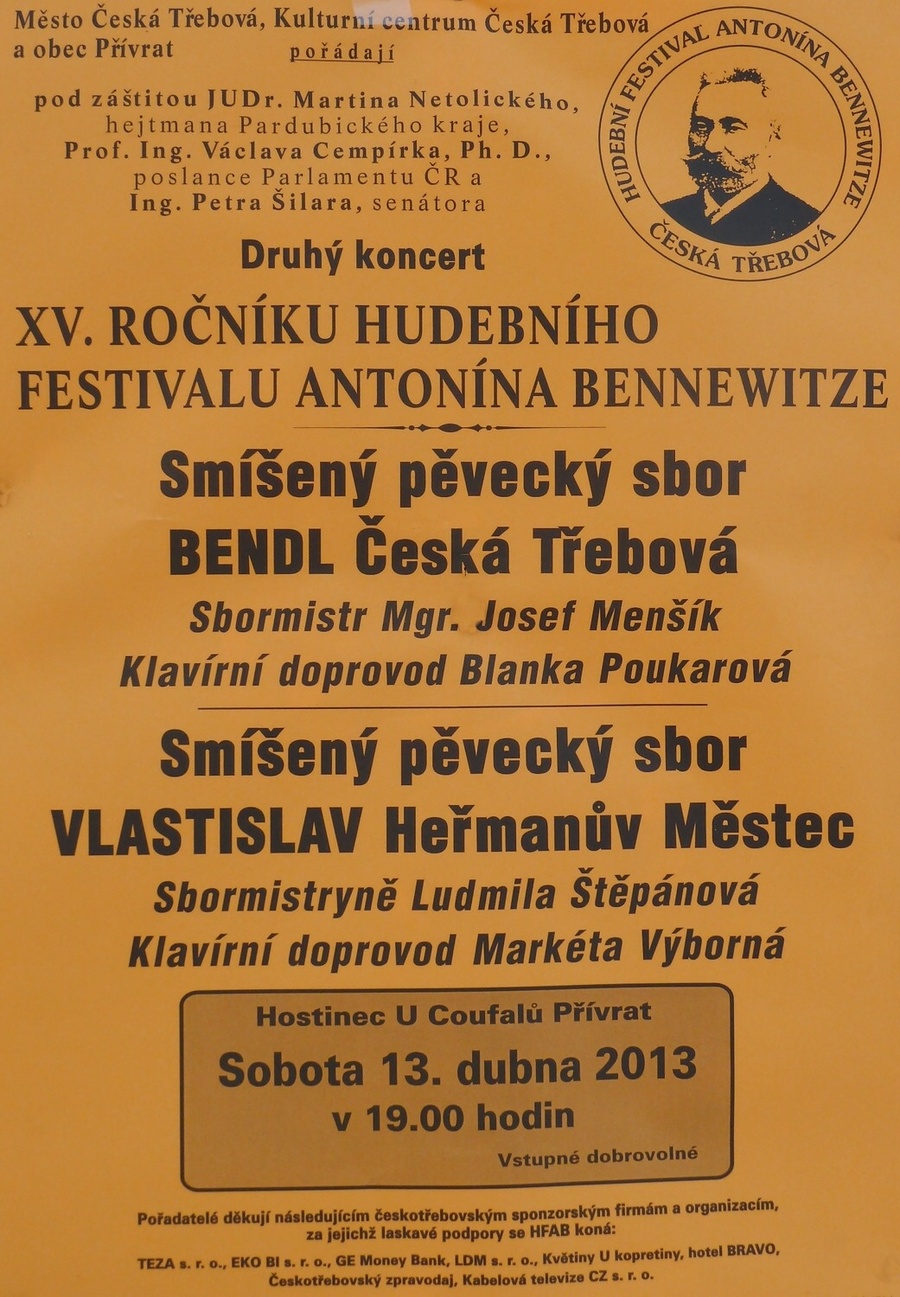 Město Česká Třebová, Kulturní centrum Česká Třebová
a obec Přívrat pořádají
pod záštitou JUDr. Martina Netolického,
hejtmana Pardubického kraje,
Prof. Ing. Václava Cempírka, Ph. D.,
poslance Parlamentu ČR a
Ing. Petra Šilara, senátora
HUDEBNÍ FESTIVAL ANTONÍNA BENNEWITZE
ČESKÁ TŘEBOVÁ
Druhý koncert
XV. ROČNÍKU HUDEBNÍHO
FESTIVALU ANTONÍNA BENNEWITZE
Smíšený pěvecký sbor
BENDL Česká Třebová
Sbormistr Mgr. Josef Menšík
Klavírní doprovod Blanka Poukarová
Smíšený pěvecký sbor
VLASTISLAV Heřmanův Městec
Sbormistryně Ludmila Štěpánová
Klavírní doprovod Markéta Výborná
Hostinec U Coufalů Přívrat
Sobota 13. dubna 2013
v 19.00 hodin
Vstupné dobrovolné
Pořadatelé děkují následujícím českotřebovským sponzorským firmám a organizacím,
za jejichž laskavé podpory se HFAB koná:
TEZA s. r. o., EKO BI s. r. o., GE Money Bank, LDM s. r. o., Květiny U kopretiny, hotel BRAVO,
Českotřebovský zpravodaj, Kabelová televize CZ s. r. o.